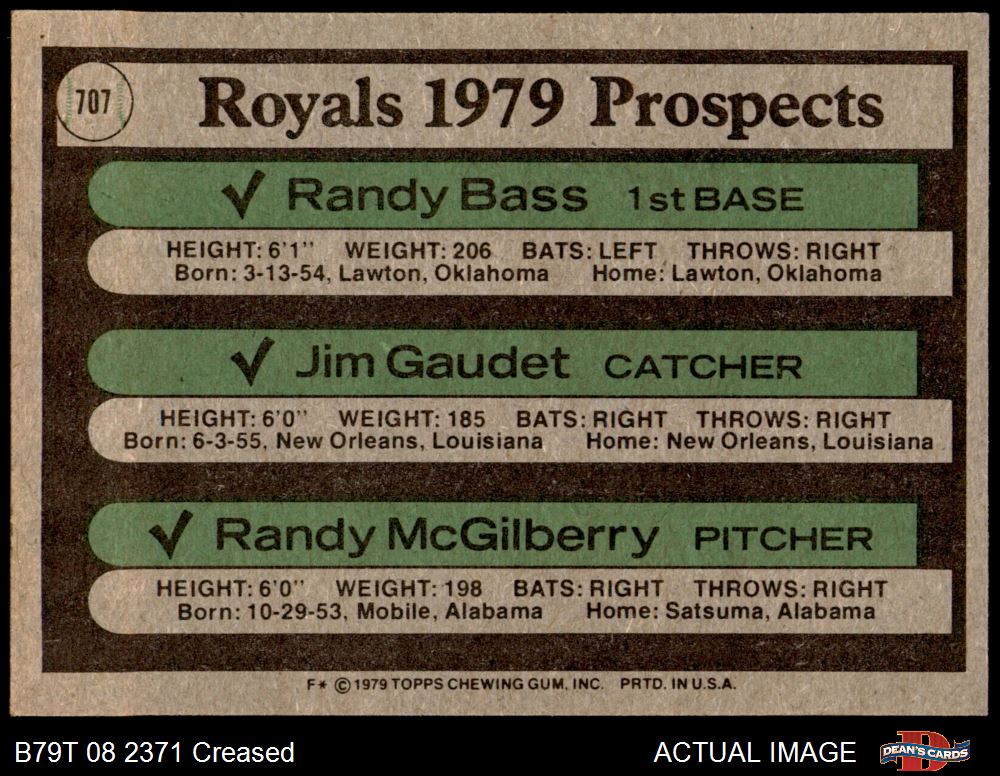 707
Royals 1979 Prospects
Randy Bass 1st BASE
HEIGHT: 6'1" WEIGHT: 206 BATS: LEFT THROWS: RIGHT
Born: 3-13-54, Lawton, Oklahoma Home: Lawton, Oklahoma
Jim Gaudet CATCHER
HEIGHT: 6'0" WEIGHT: 185 BATS: RIGHT THROWS: RIGHT
Born: 6-3-55, New Orleans, Louisiana Home: New Orleans, Louisiana
Randy McGilberry PITCHER
HEIGHT: 6'0" WEIGHT: 198 BATS: RIGHT THROWS: RIGHT
Born: 10-29-53, Mobile, Alabama Home: Satsuma, Alabama
F* © 1979 TOPPS CHEWING GUM, INC. PRTD. IN U.S.A.
B79T 08 2371 Creased ACTUAL IMAGE
D
DEAN'S CARDS